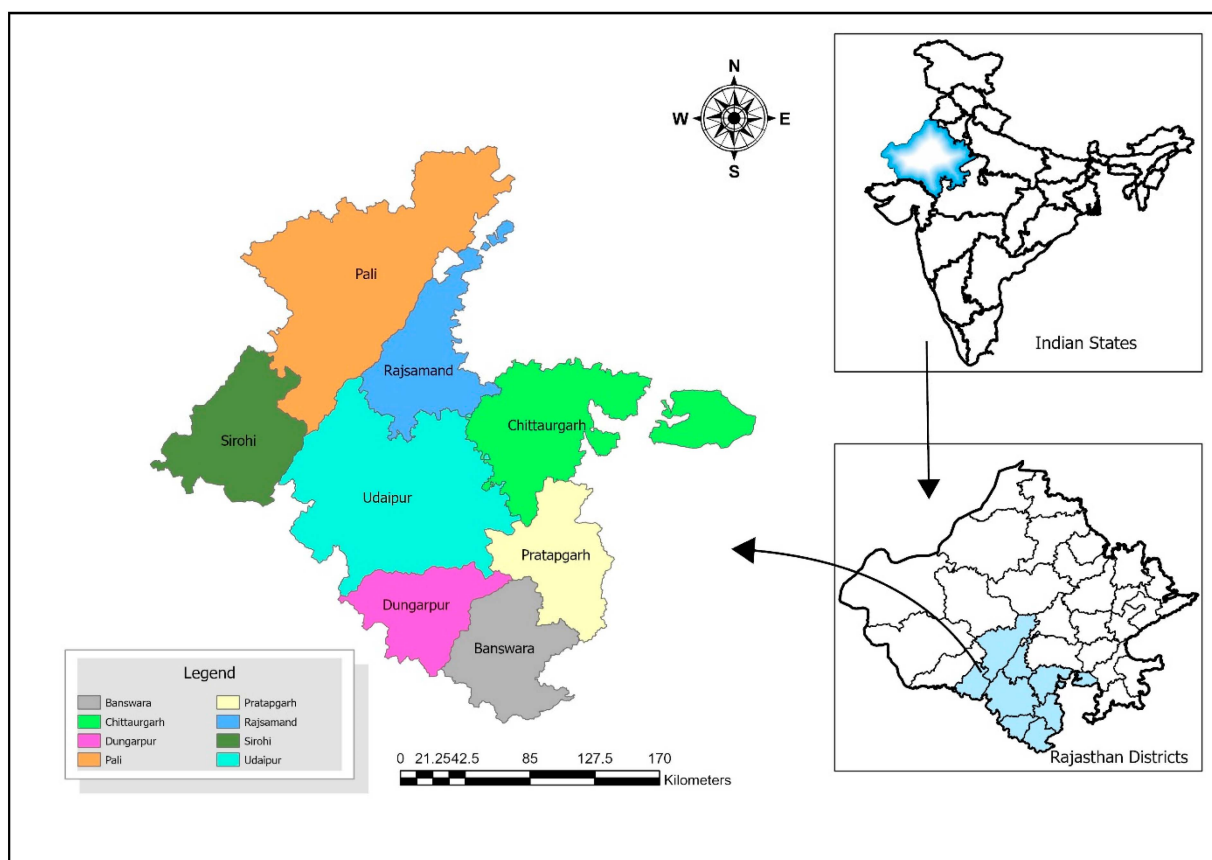 N
W E
S
Pali
Rajsamand
Sirohi
Chittaurgarh
Udaipur
Pratapgarh
Dungarpur
Banswara
Legend
Banswara
Chittaurgarh
Dungarpur
Pali
Pratapgarh
Rajsamand
Sirohi
Udaipur
0 21.2542.5 85 127.5 170
Kilometers
Indian States
Rajasthan Districts